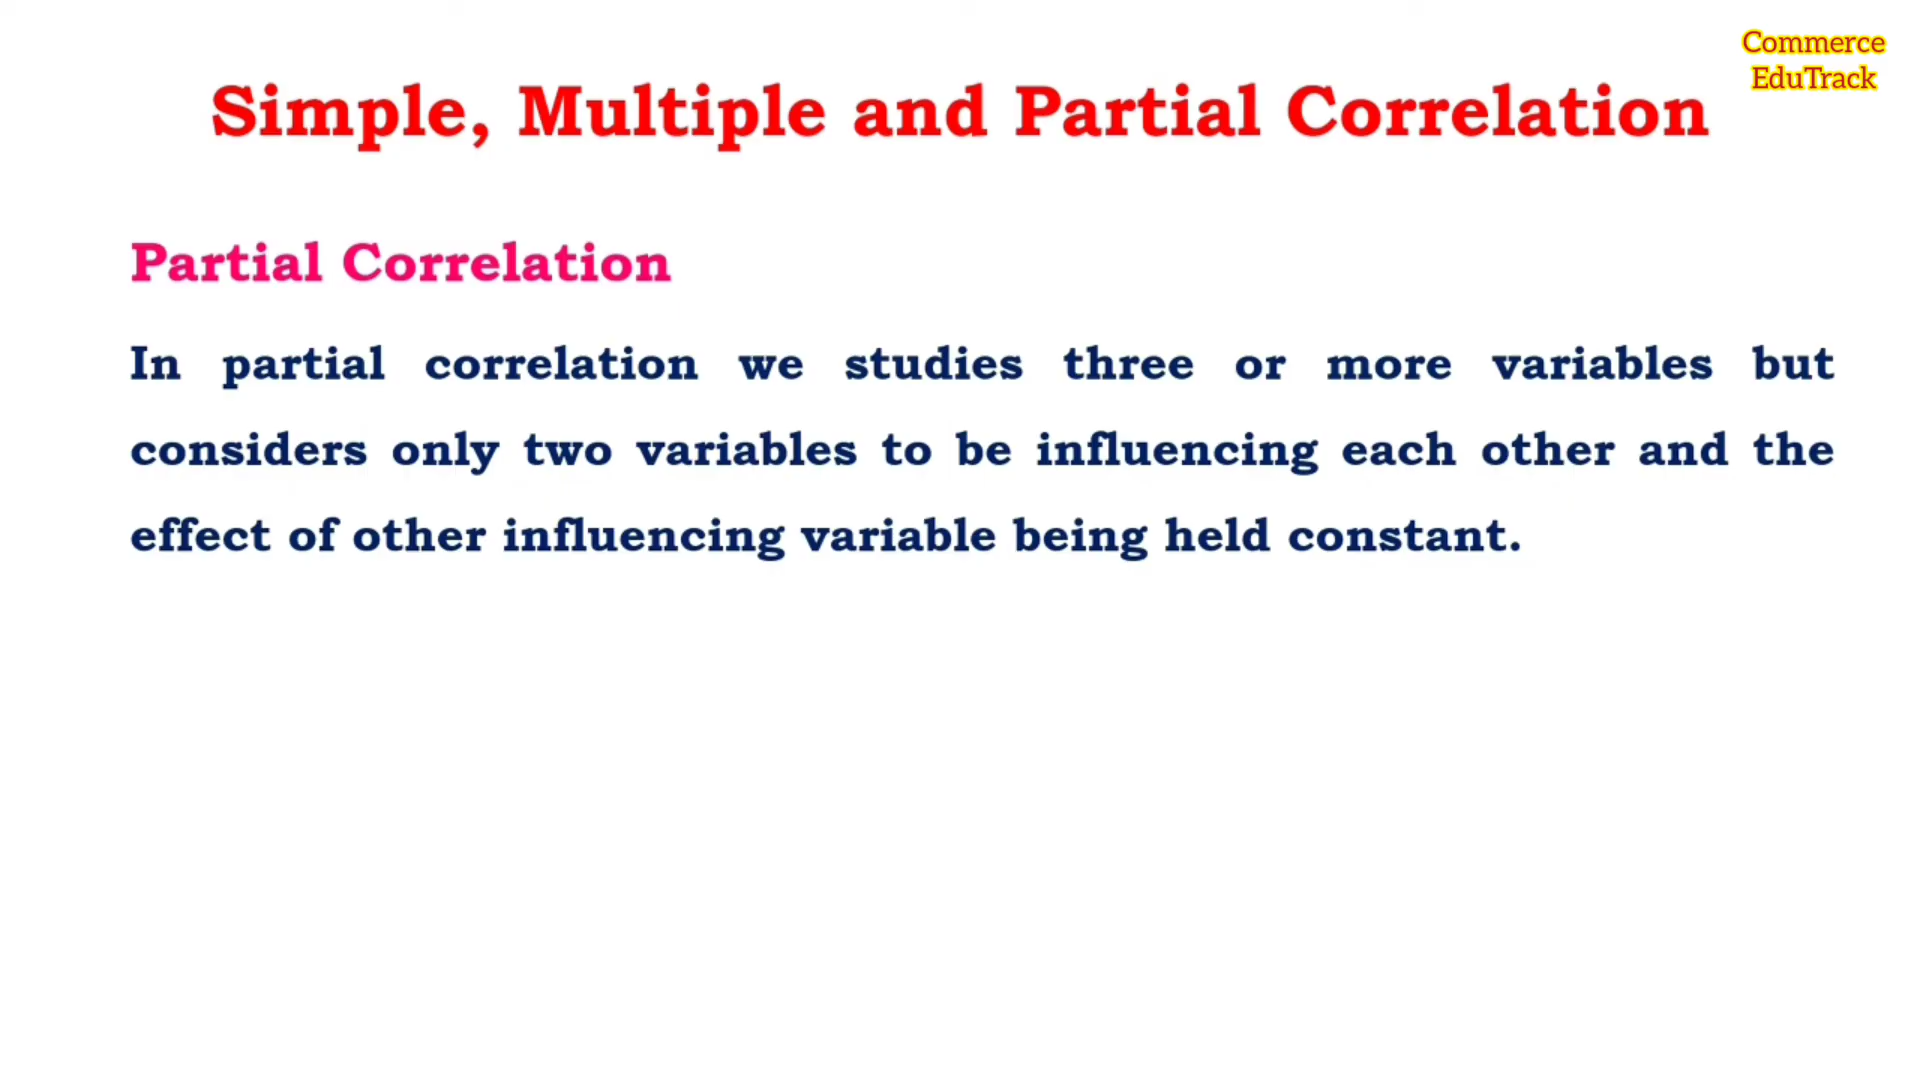 Commerce
EduTrack
Simple, Multiple and Partial Correlation
Partial Correlation
In partial correlation we studies three or more variables but
considers only two variables to be influencing each other and the
effect of other influencing variable being held constant.